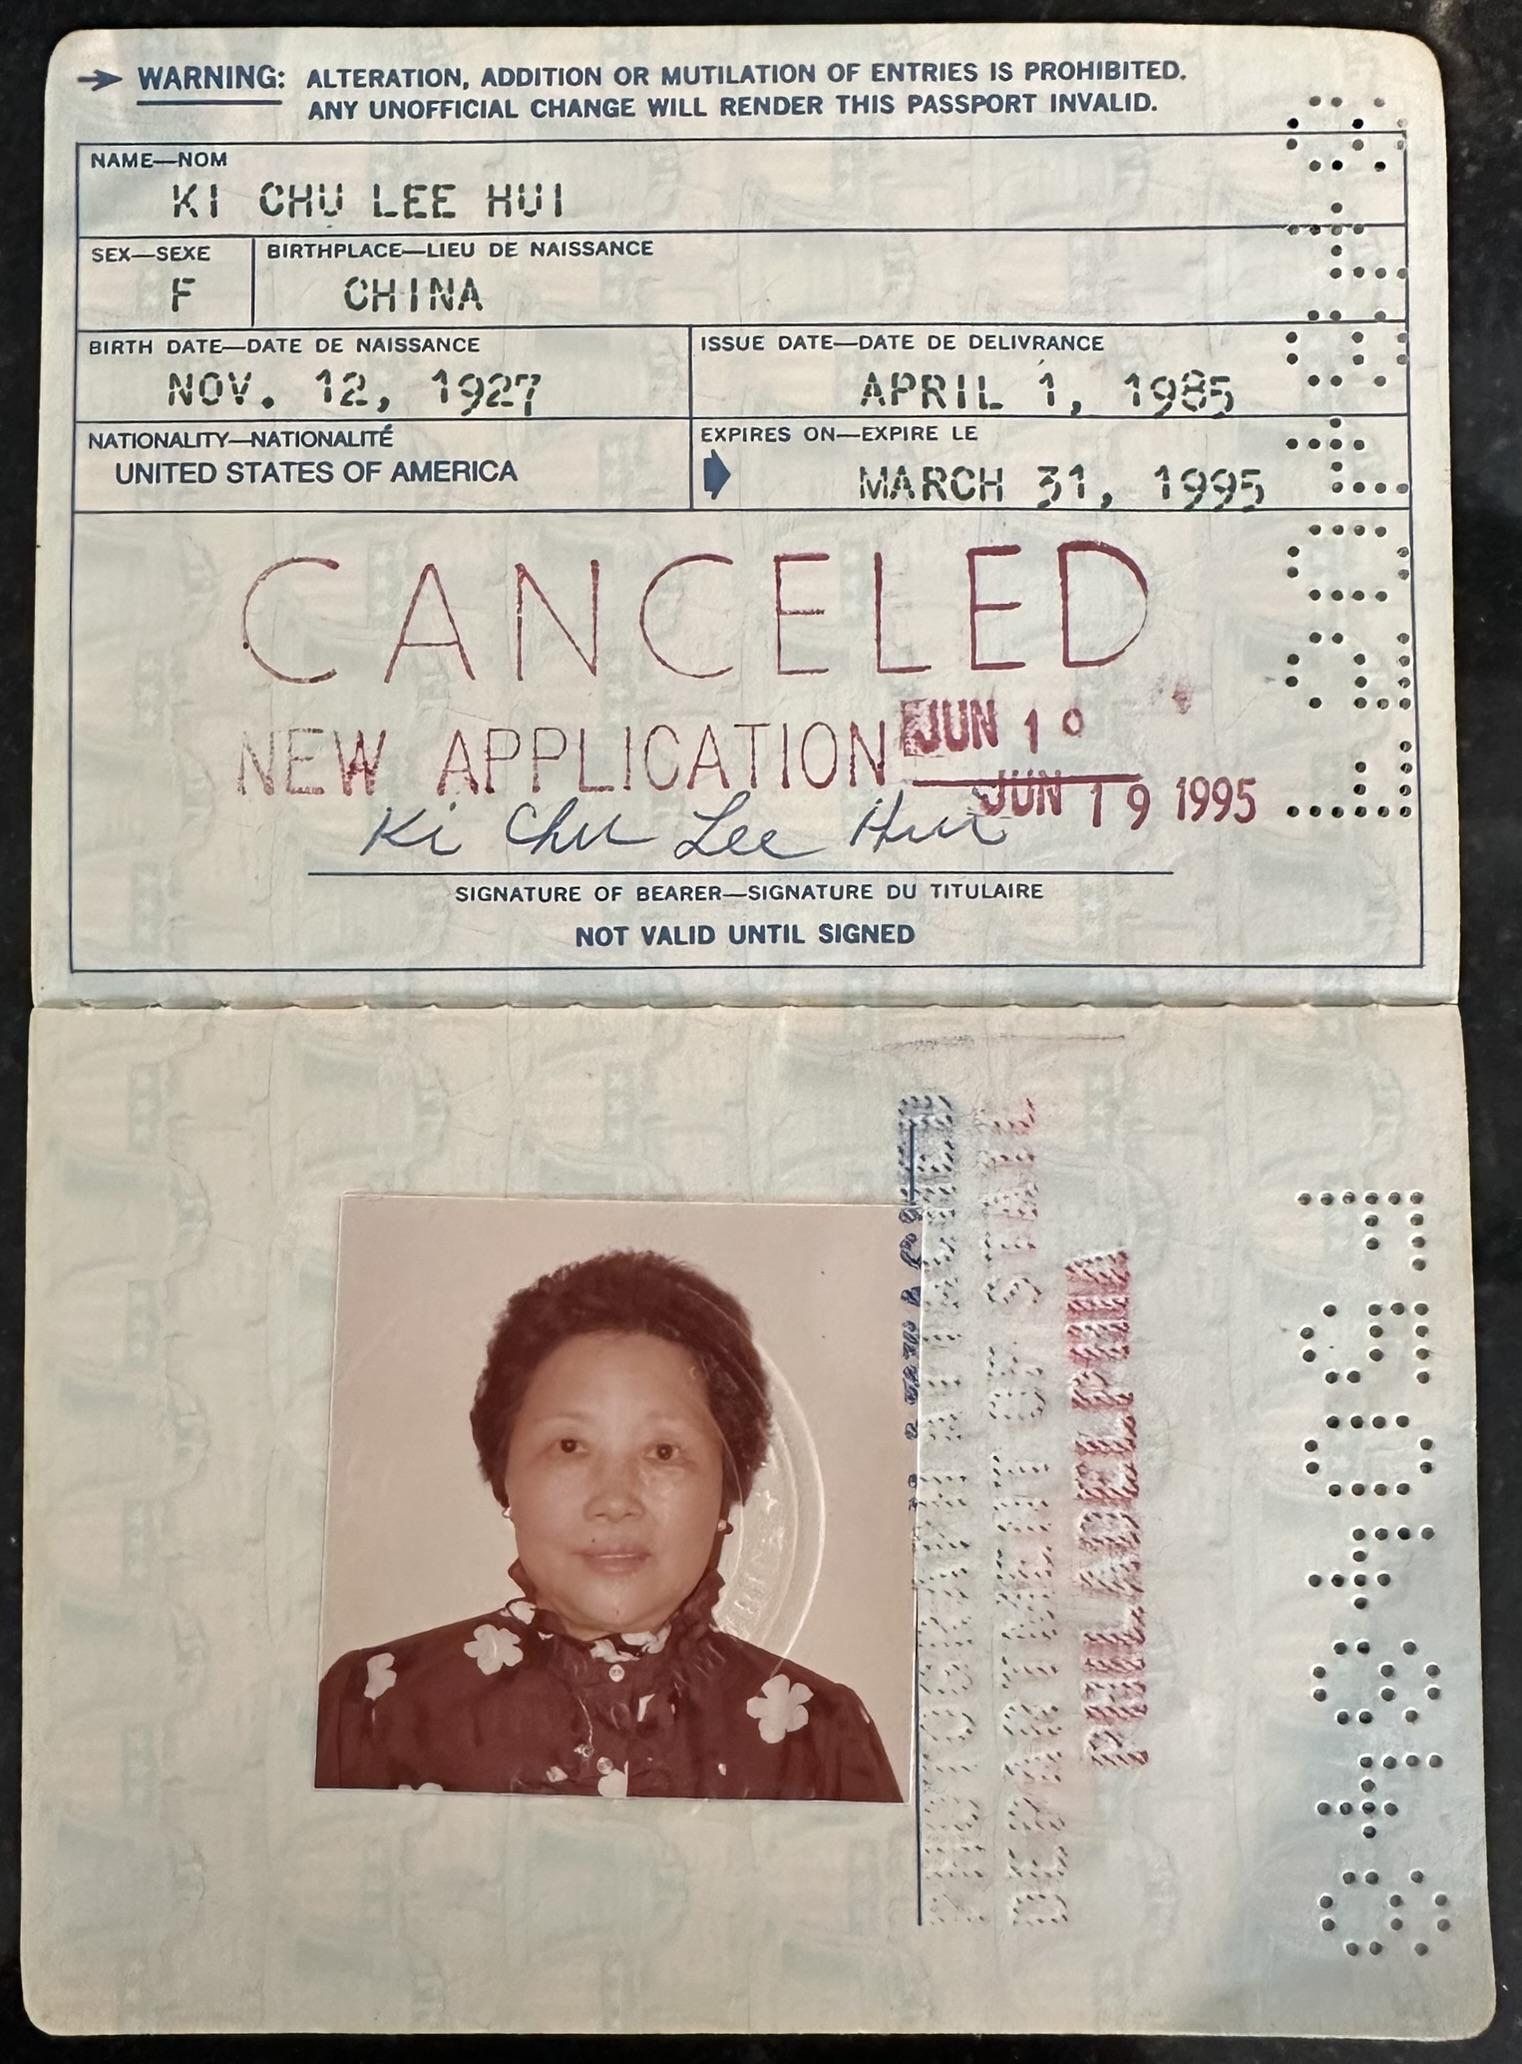 WARNING: ALTERATION, ADDITION OR MUTILATION OF ENTRIES IS PROHIBITED.
ANY UNOFFICIAL CHANGE WILL RENDER THIS PASSPORT INVALID.
NAME—NOM
KI CHU LEE HUI
SEX—SEXE
BIRTHPLACE—LIEU DE NAISSANCE
F
CHINA
BIRTH DATE—DATE DE NAISSANCE
ISSUE DATE—DATE DE DELIVRANCE
NOV. 12, 1927
APRIL 1, 1985
NATIONALITY—NATIONALITÉ
EXPIRES ON—EXPIRE LE
UNITED STATES OF AMERICA
MARCH 31, 1995
CANCELED
NEW APPLICATION
JUN 19
JUN 19 1995
Ki Chu Lee Hui
SIGNATURE OF BEARER—SIGNATURE DU TITULAIRE
NOT VALID UNTIL SIGNED
PHOTOGRAPH ATTACHED
DEPARTMENT OF STATE
PHILADELPHIA